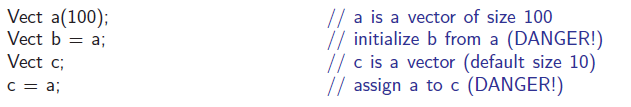 Vect a(100); // a is a vector of size 100
Vect b = a; // initialize b from a (DANGER!)
Vect c; // c is a vector (default size 10)
c = a; // assign a to c (DANGER!)